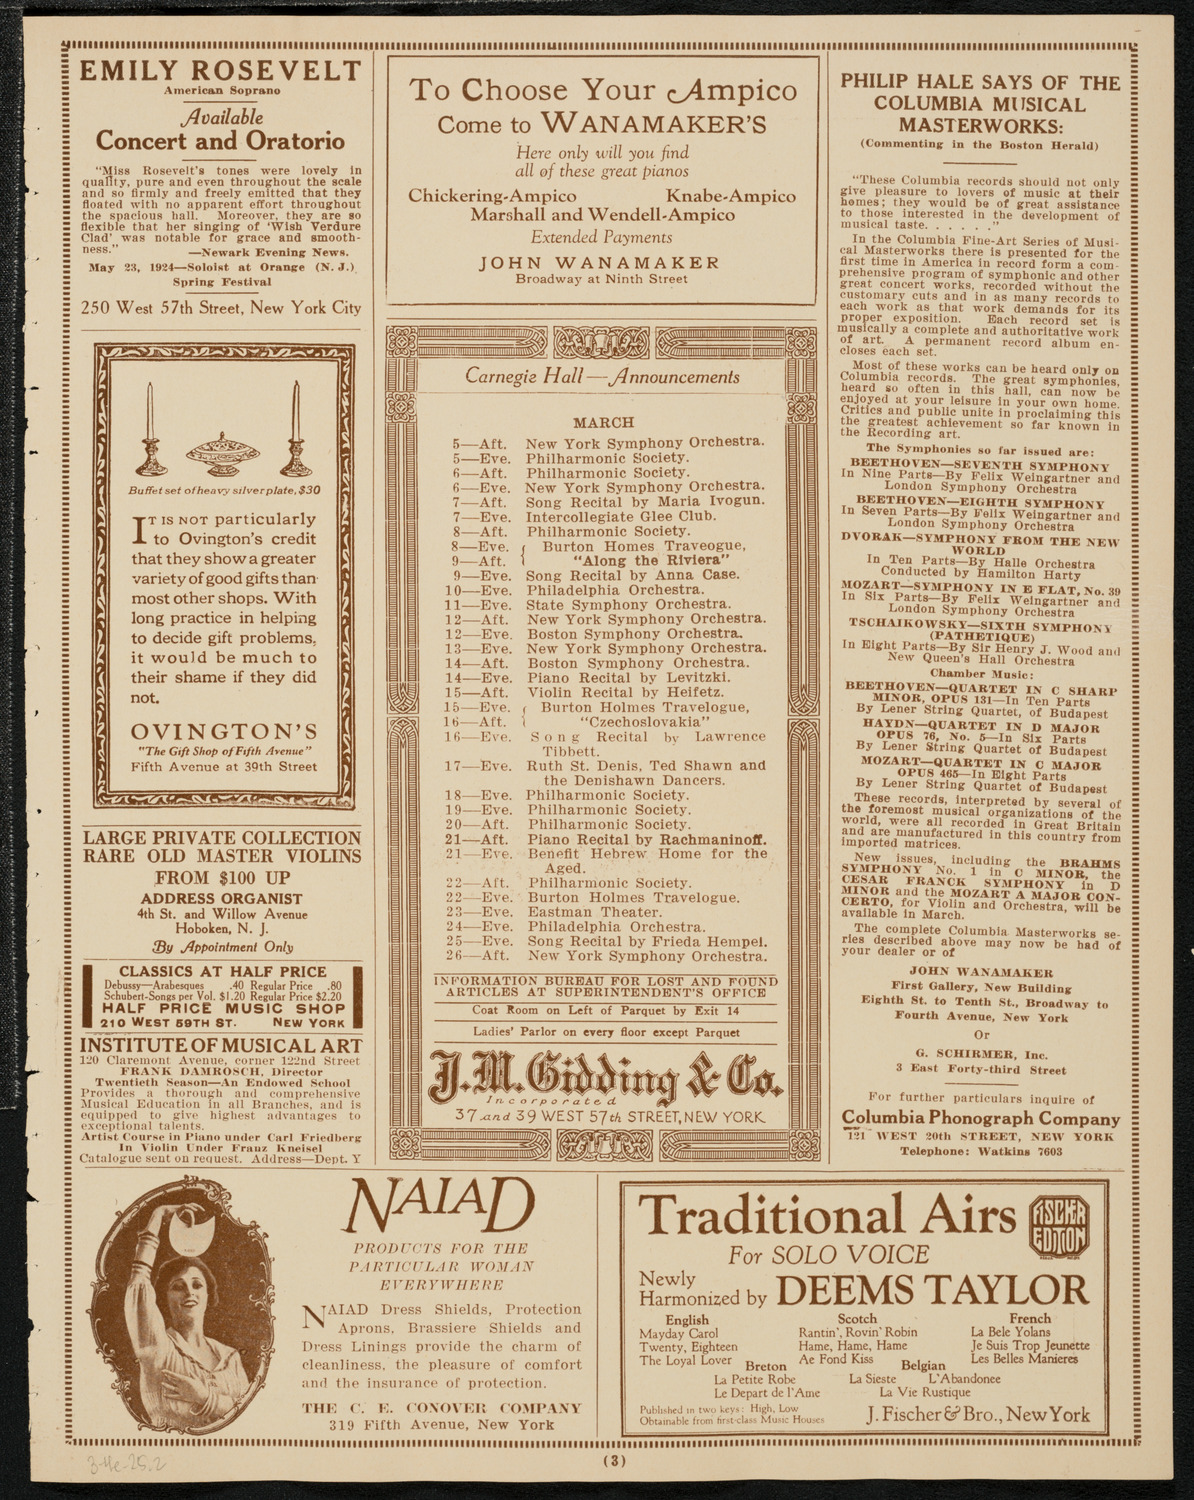 EMILY ROSEVELT
American Soprano
Available
Concert and Oratorio
"Miss Rosevelt's tones were lovely in
quality, pure and even throughout the scale
and so firmly and freely emitted that they
floated with no apparent effort throughout
the spacious hall. Moreover, they are so
flexible that her singing of 'Wish Verdure
Clad' was notable for grace and smooth-
ness." —Newark Evening News.
May 23, 1924—Soloist at Orange (N. J.)
Spring Festival
250 West 57th Street, New York City
Buffet set of heavy silver plate, $30
IT IS NOT particularly
to Ovington's credit
that they show a greater
variety of good gifts than
most other shops. With
long practice in helping
to decide gift problems,
it would be much to
their shame if they did
not.
OVINGTON'S
"The Gift Shop of Fifth Avenue"
Fifth Avenue at 39th Street
LARGE PRIVATE COLLECTION
RARE OLD MASTER VIOLINS
FROM $100 UP
ADDRESS ORGANIST
4th St. and Willow Avenue
Hoboken, N. J.
By Appointment Only
CLASSICS AT HALF PRICE
Debussy—Arabesques .40 Regular Price .80
Schubert-Songs per Vol. $1.20 Regular Price $2.20
HALF PRICE MUSIC SHOP
210 WEST 59TH ST. NEW YORK
INSTITUTE OF MUSICAL ART
120 Claremont Avenue, corner 122nd Street
FRANK DAMROSCH, Director
Twentieth Season—An Endowed School
Provides a thorough and comprehensive
Musical Education in all Branches, and is
equipped to give highest advantages to
exceptional talents.
Artist Course in Piano under Carl Friedberg
In Violin Under Franz Kneisel
Catalogue sent on request. Address—Dept. Y
To Choose Your Ampico
Come to WANAMAKER'S
Here only will you find
all of these great pianos
Chickering-Ampico Knabe-Ampico
Marshall and Wendell-Ampico
Extended Payments
JOHN WANAMAKER
Broadway at Ninth Street
Carnegie Hall—Announcements
MARCH
5—Aft. New York Symphony Orchestra.
5—Eve. Philharmonic Society.
6—Aft. Philharmonic Society.
6—Eve. New York Symphony Orchestra.
7—Aft. Song Recital by Maria Ivogun.
7—Eve. Intercollegiate Glee Club.
8—Aft. Philharmonic Society.
8—Eve. { Burton Homes Traveogue,
9—Aft. { "Along the Riviera"
9—Eve. Song Recital by Anna Case.
10—Eve. Philadelphia Orchestra.
11—Eve. State Symphony Orchestra.
12—Aft. New York Symphony Orchestra.
12—Eve. Boston Symphony Orchestra.
13—Eve. New York Symphony Orchestra.
14—Aft. Boston Symphony Orchestra.
14—Eve. Piano Recital by Levitzki.
15—Aft. Violin Recital by Heifetz.
15—Eve. { Burton Holmes Travelogue,
16—Aft. { "Czechoslovakia"
16—Eve. Song Recital by Lawrence
Tibbett.
17—Eve. Ruth St. Denis, Ted Shawn and
the Denishawn Dancers.
18—Eve. Philharmonic Society.
19—Eve. Philharmonic Society.
20—Aft. Philharmonic Society.
21—Aft. Piano Recital by Rachmaninoff.
21—Eve. Benefit Hebrew Home for the
Aged.
22—Aft. Philharmonic Society.
22—Eve. Burton Holmes Travelogue.
23—Eve. Eastman Theater.
24—Eve. Philadelphia Orchestra.
25—Eve. Song Recital by Frieda Hempel.
26—Aft. New York Symphony Orchestra.
INFORMATION BUREAU FOR LOST AND FOUND
ARTICLES AT SUPERINTENDENT'S OFFICE
Coat Room on Left of Parquet by Exit 14
Ladies' Parlor on every floor except Parquet
J.M. Gidding & Co.
Incorporated
37 and 39 WEST 57th STREET, NEW YORK
PHILIP HALE SAYS OF THE
COLUMBIA MUSICAL
MASTERWORKS:
(Commenting in the Boston Herald)
"These Columbia records should not only
give pleasure to lovers of music at their
homes; they would be of great assistance
to those interested in the development of
musical taste. . . . . . ."
In the Columbia Fine-Art Series of Musi-
cal Masterworks there is presented for the
first time in America in record form a com-
prehensive program of symphonic and other
great concert works, recorded without the
customary cuts and in as many records to
each work as that work demands for its
proper exposition. Each record set is
musically a complete and authoritative work
of art. A permanent record album en-
closes each set.
Most of these works can be heard only on
Columbia records. The great symphonies,
heard so often in this hall, can now be
enjoyed at your leisure in your own home.
Critics and public unite in proclaiming this
the greatest achievement so far known in
the Recording art.
The Symphonies so far issued are:
BEETHOVEN—SEVENTH SYMPHONY
In Nine Parts—By Felix Weingartner and
London Symphony Orchestra
BEETHOVEN—EIGHTH SYMPHONY
In Seven Parts—By Felix Weingartner and
London Symphony Orchestra
DVORAK—SYMPHONY FROM THE NEW
WORLD
In Ten Parts—By Halle Orchestra
Conducted by Hamilton Harty
MOZART—SYMPHONY IN E FLAT, No. 39
In Six Parts—By Felix Weingartner and
London Symphony Orchestra
TSCHAIKOWSKY—SIXTH SYMPHONY
(PATHETIQUE)
In Eight Parts—By Sir Henry J. Wood and
New Queen's Hall Orchestra
Chamber Music:
BEETHOVEN—QUARTET IN C SHARP
MINOR, OPUS 131—In Ten Parts
By Lener String Quartet, of Budapest
HAYDN—QUARTET IN D MAJOR
OPUS 76, No. 5—In Six Parts
By Lener String Quartet of Budapest
MOZART—QUARTET IN C MAJOR
OPUS 465—In Eight Parts
By Lener String Quartet of Budapest
These records, interpreted by several of
the foremost musical organizations of the
world, were all recorded in Great Britain
and are manufactured in this country from
imported matrices.
New issues, including the BRAHMS
SYMPHONY No. 1 in C MINOR, the
CESAR FRANCK SYMPHONY in D
MINOR and the MOZART A MAJOR CON-
CERTO, for Violin and Orchestra, will be
available in March.
The complete Columbia Masterworks se-
ries described above may now be had of
your dealer or of
JOHN WANAMAKER
First Gallery, New Building
Eighth St. to Tenth St., Broadway to
Fourth Avenue, New York
Or
G. SCHIRMER, Inc.
3 East Forty-third Street
For further particulars inquire of
Columbia Phonograph Company
121 WEST 20th STREET, NEW YORK
Telephone: Watkins 7603
NAIAD
PRODUCTS FOR THE
PARTICULAR WOMAN
EVERYWHERE
NAIAD Dress Shields, Protection
Aprons, Brassiere Shields and
Dress Linings provide the charm of
cleanliness, the pleasure of comfort
and the insurance of protection.
THE C. E. CONOVER COMPANY
319 Fifth Avenue, New York
Traditional Airs
FISCHER
EDITION
For SOLO VOICE
Newly
Harmonized by DEEMS TAYLOR
English Scotch French
Mayday Carol Rantin', Rovin' Robin La Bele Yolans
Twenty, Eighteen Hame, Hame, Hame Je Suis Trop Jeunette
The Loyal Lover Ae Fond Kiss Les Belles Manieres
Breton Belgian
La Petite Robe La Sieste L'Abandonee
Le Depart de l'Ame La Vie Rustique
Published in two keys: High, Low
Obtainable from first-class Music Houses
J. Fischer & Bro., New York
(3)
3-4e-25.2